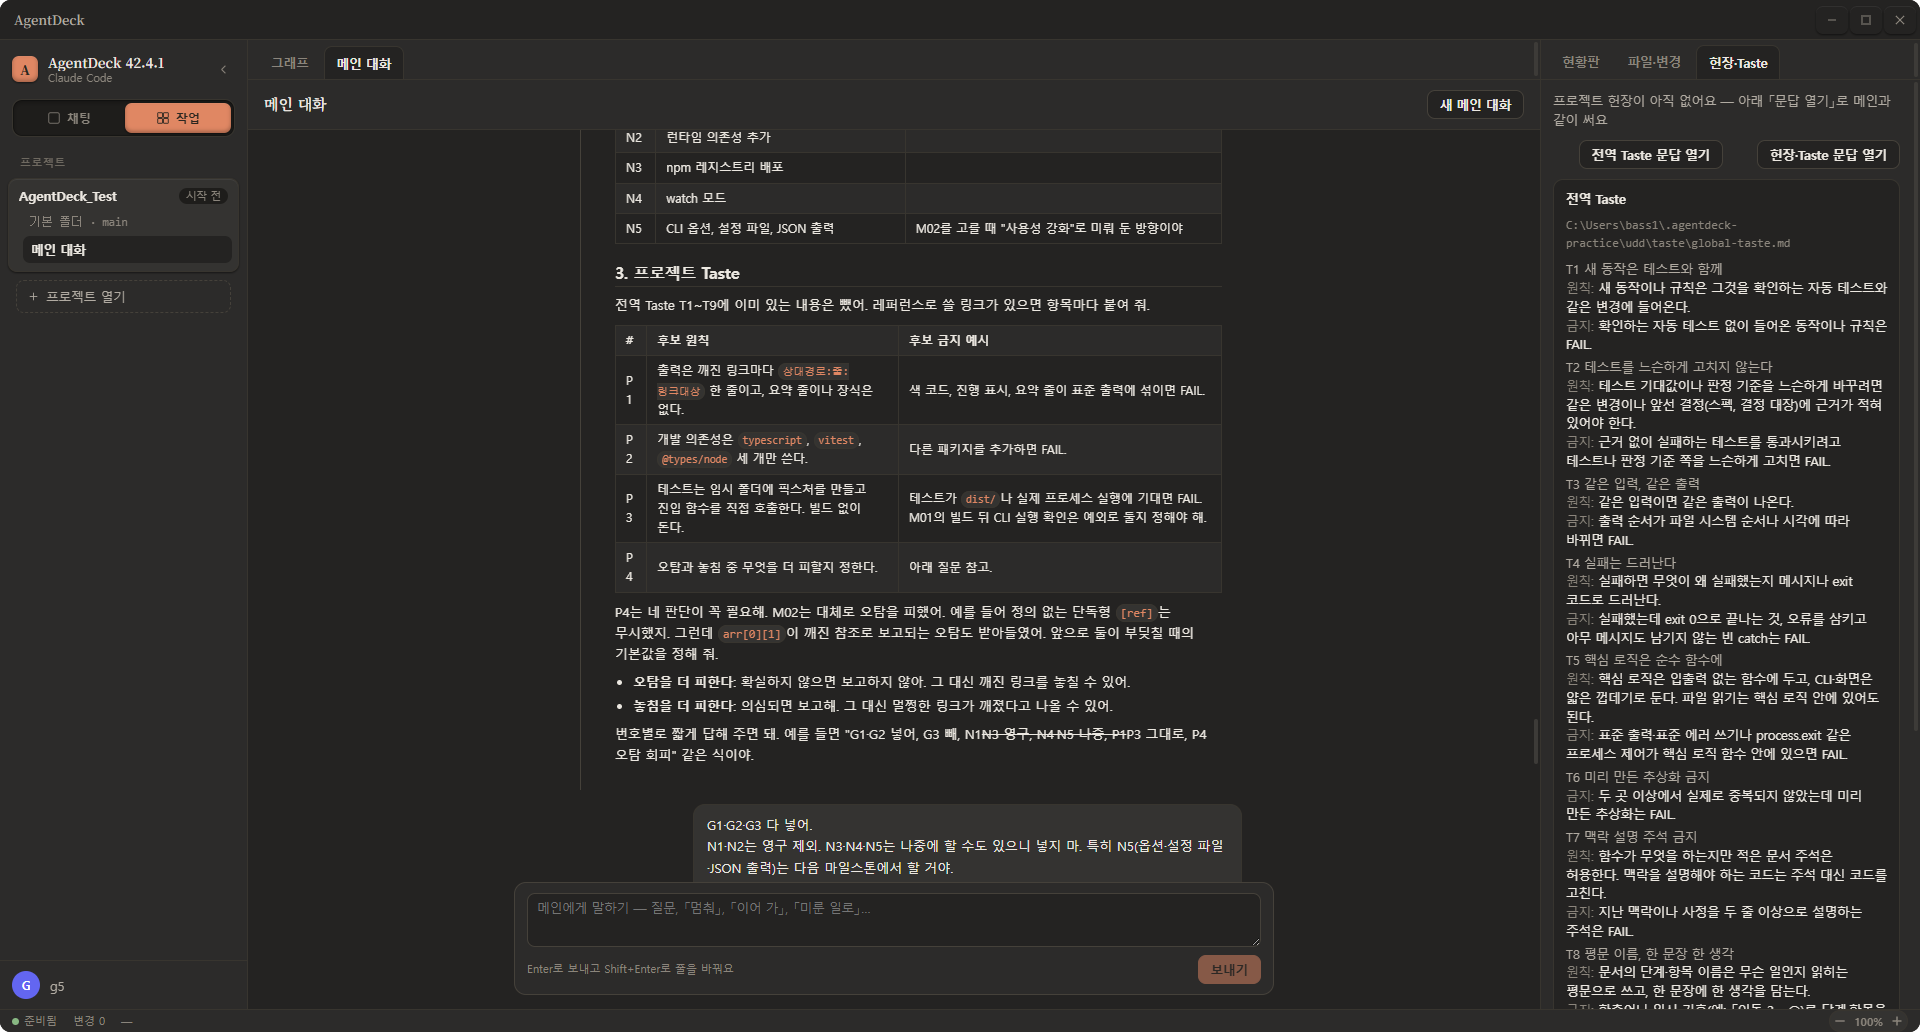 AgentDeck
A
AgentDeck 42.4.1
Claude Code
채팅
작업
프로젝트
AgentDeck_Test
시작 전
기본 폴더 · main
메인 대화
+ 프로젝트 열기
G
g5
준비됨
변경 0
—
그래프
메인 대화
메인 대화
새 메인 대화
N2 런타임 의존성 추가
N3 npm 레지스트리 배포
N4 watch 모드
N5 CLI 옵션, 설정 파일, JSON 출력 M02를 고를 때 "사용성 강화"로 미뤄 둔 방향이야
3. 프로젝트 Taste
전역 Taste T1~T9에 이미 있는 내용은 뺐어. 레퍼런스로 쓸 링크가 있으면 항목마다 붙여 줘.
# 후보 원칙 후보 금지 예시
P1 출력은 깨진 링크마다 상대경로:줄:
링크대상 한 줄이고, 요약 줄이나 장식은
없다.
색 코드, 진행 표시, 요약 줄이 표준 출력에 섞이면 FAIL.
P2 개발 의존성은 typescript, vitest,
@types/node 세 개만 쓴다.
다른 패키지를 추가하면 FAIL.
P3 테스트는 임시 폴더에 픽스처를 만들고
진입 함수를 직접 호출한다. 빌드 없이
돈다.
테스트가 dist/나 실제 프로세스 실행에 기대면 FAIL.
M01의 빌드 뒤 CLI 실행 확인은 예외로 둘지 정해야 해.
P4 오탐과 놓침 중 무엇을 더 피할지 정한다. 아래 질문 참고.
P4는 네 판단이 꼭 필요해. M02는 대체로 오탐을 피했어. 예를 들어 정의 없는 단독형 [ref]는
무시했지. 그런데 arr[0][1]이 깨진 참조로 보고되는 오탐도 받아들였어. 앞으로 둘이 부딪칠 때의
기본값을 정해 줘.
• 오탐을 더 피한다: 확실하지 않으면 보고하지 않아. 그 대신 깨진 링크를 놓칠 수 있어.
• 놓침을 더 피한다: 의심되면 보고해. 그 대신 멀쩡한 링크가 깨졌다고 나올 수 있어.
번호별로 짧게 답해 주면 돼. 예를 들면 "G1·G2 넣어, G3 빼, N1N3 영구, N4N5 나중, P1P3 그대로, P4
오탐 회피" 같은 식이야.
G1·G2·G3 다 넣어.
N1·N2는 영구 제외. N3·N4·N5는 나중에 할 수도 있으니 넣지 마. 특히 N5(옵션·설정 파일
·JSON 출력)는 다음 마일스톤에서 할 거야.
메인에게 말하기 — 질문, 「멈춰」, 「이어 가」, 「미룬 일로」...
Enter로 보내고 Shift+Enter로 줄을 바꿔요
보내기
현황판
파일·변경
헌장·Taste
프로젝트 헌장이 아직 없어요 — 아래 「문답 열기」로 메인과
같이 써요
전역 Taste 문답 열기
헌장·Taste 문답 열기
전역 Taste
C:\Users\bass1\.agentdeck-
practice\udd\taste\global-taste.md
T1 새 동작은 테스트와 함께
원칙: 새 동작이나 규칙은 그것을 확인하는 자동 테스트와
같은 변경에 들어온다.
금지: 확인하는 자동 테스트 없이 들어온 동작이나 규칙은
FAIL.
T2 테스트를 느슨하게 고치지 않는다
원칙: 테스트 기대값이나 판정 기준을 느슨하게 바꾸려면
같은 변경이나 앞선 결정(스펙, 결정 대장)에 근거가 적혀
있어야 한다.
금지: 근거 없이 실패하는 테스트를 통과시키려고
테스트나 판정 기준 쪽을 느슨하게 고치면 FAIL.
T3 같은 입력, 같은 출력
원칙: 같은 입력이면 같은 출력이 나온다.
금지: 출력 순서가 파일 시스템 순서나 시각에 따라
바뀌면 FAIL.
T4 실패는 드러난다
원칙: 실패하면 무엇이 왜 실패했는지 메시지나 exit
코드로 드러난다.
금지: 실패했는데 exit 0으로 끝나는 것, 오류를 삼키고
아무 메시지도 남기지 않는 빈 catch는 FAIL.
T5 핵심 로직은 순수 함수에
원칙: 핵심 로직은 입출력 없는 함수에 두고, CLI·화면은
얇은 껍데기로 둔다. 파일 읽기는 핵심 로직 안에 있어도
된다.
금지: 표준 출력·표준 에러 쓰기나 process.exit 같은
프로세스 제어가 핵심 로직 함수 안에 있으면 FAIL.
T6 미리 만든 추상화 금지
금지: 두 곳 이상에서 실제로 중복되지 않았는데 미리
만든 추상화는 FAIL.
T7 맥락 설명 주석 금지
원칙: 함수가 무엇을 하는지만 적은 문서 주석은
허용한다. 맥락을 설명해야 하는 코드는 주석 대신 코드를
고친다.
금지: 지난 맥락이나 사정을 두 줄 이상으로 설명하는
주석은 FAIL.
T8 평문 이름, 한 문장 한 생각
원칙: 문서의 단계·항목 이름은 무슨 일인지 읽히는
평문으로 쓰고, 한 문장에 한 생각을 담는다.
100%